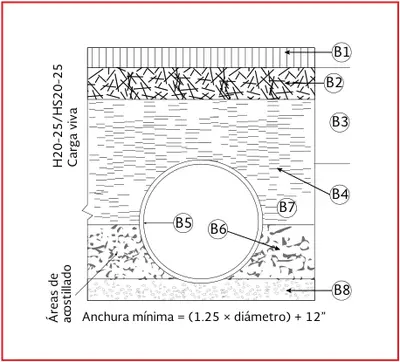 B1
B2
B3
B4
B5
B6
B7
B8
H20-25/HS20-25
Carga viva
Áreas de
acostillado
Anchura mínima = (1.25 × diámetro) + 12”